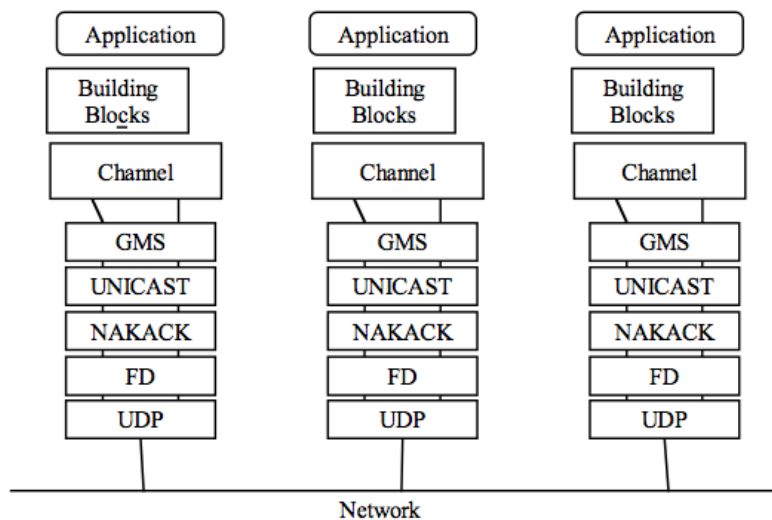 Application
Application
Application
Building
Blocks
Building
Blocks
Building
Blocks
Channel
Channel
Channel
GMS
GMS
GMS
UNICAST
UNICAST
UNICAST
NAKACK
NAKACK
NAKACK
FD
FD
FD
UDP
UDP
UDP
Network